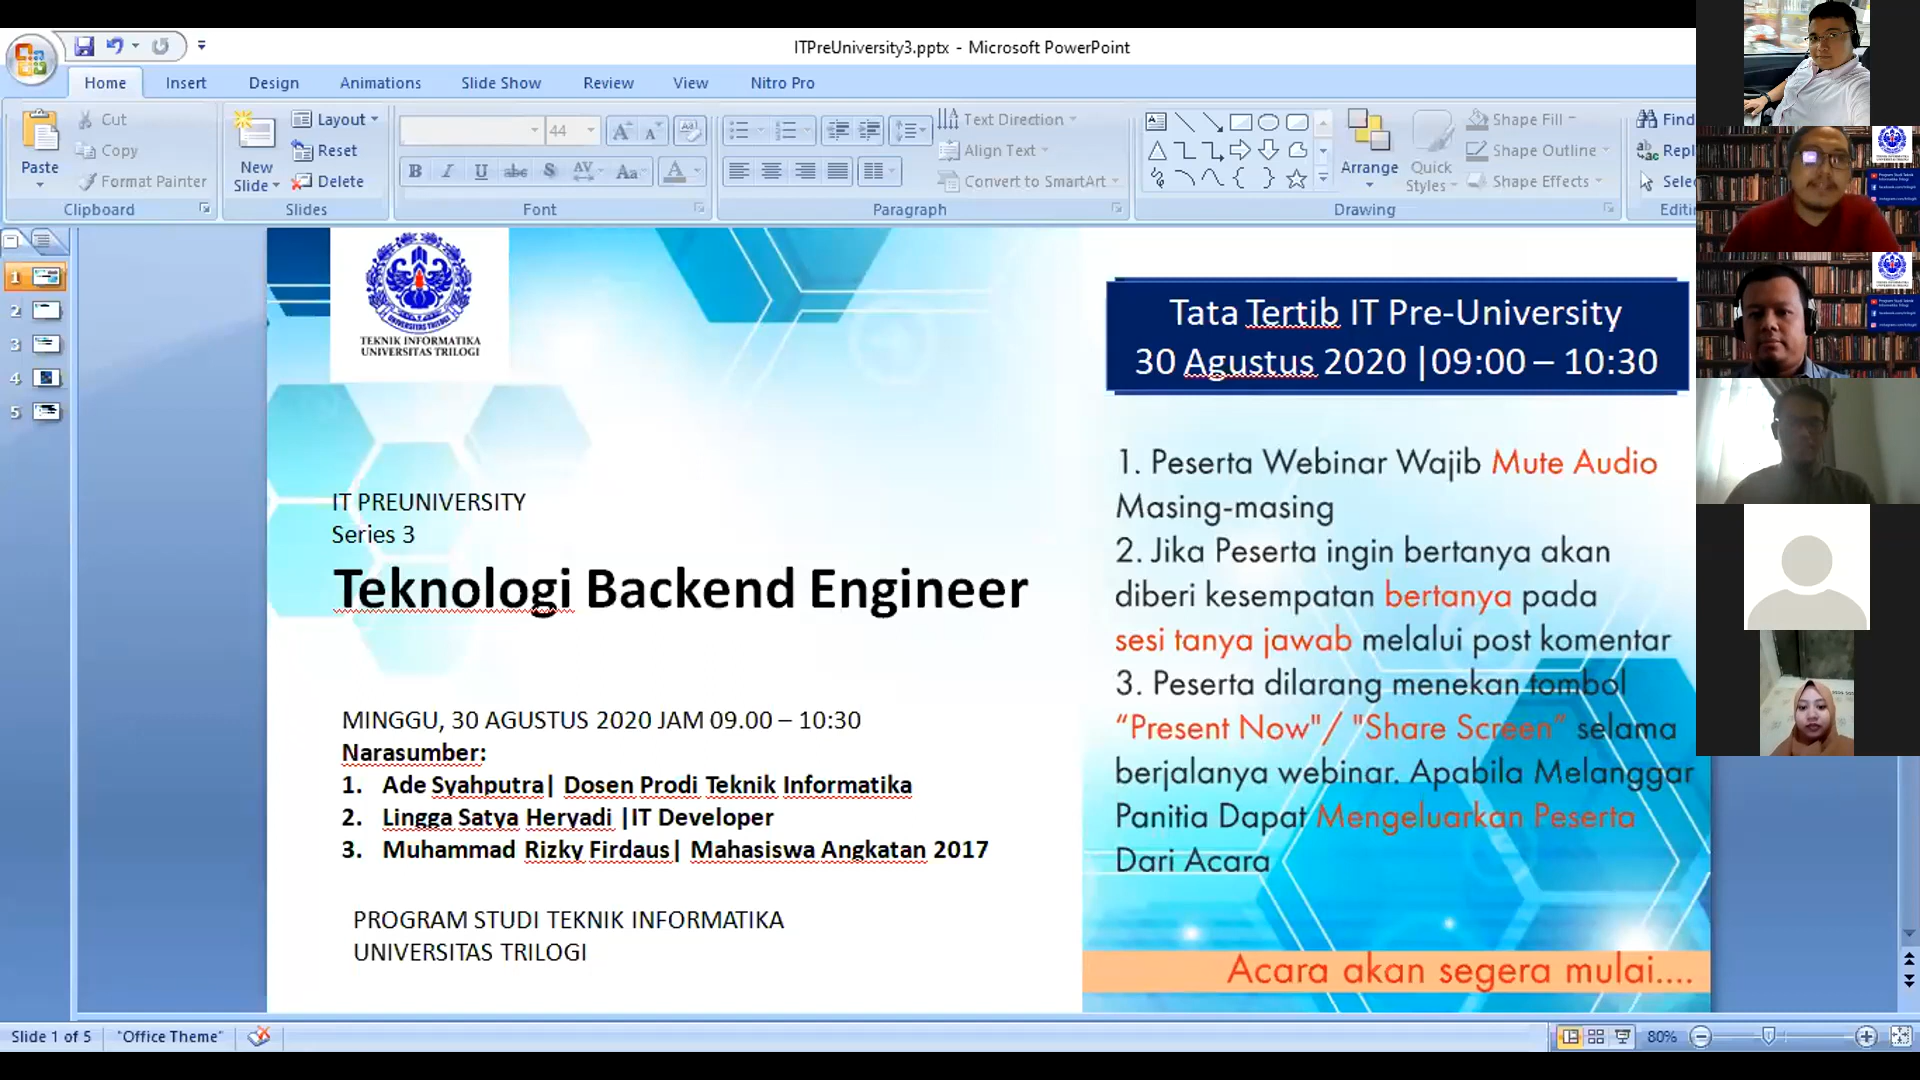 ITPreUniversity3.pptx - Microsoft PowerPoint
Home Insert Design Animations Slide Show Review View Nitro Pro
Paste
Cut
Copy
Format Painter
Clipboard
New
Slide
Layout
Reset
Delete
Slides
44
Font
Paragraph
Text Direction
Align Text
Convert to SmartArt
Arrange
Quick
Styles
Shape Fill
Shape Outline
Shape Effects
Drawing
Find
Repl
Selec
Editi
1
2
3
4
5
TEKNIK INFORMATIKA
UNIVERSITAS TRILOGI
IT PREUNIVERSITY
Series 3
Teknologi Backend Engineer
MINGGU, 30 AGUSTUS 2020 JAM 09.00 – 10:30
Narasumber:
1. Ade Syahputra| Dosen Prodi Teknik Informatika
2. Lingga Satya Heryadi |IT Developer
3. Muhammad Rizky Firdaus| Mahasiswa Angkatan 2017
PROGRAM STUDI TEKNIK INFORMATIKA
UNIVERSITAS TRILOGI
Tata Tertib IT Pre-University
30 Agustus 2020 |09:00 – 10:30
1. Peserta Webinar Wajib Mute Audio
Masing-masing
2. Jika Peserta ingin bertanya akan
diberi kesempatan bertanya pada
sesi tanya jawab melalui post komentar
3. Peserta dilarang menekan tombol
“Present Now"/ "Share Screen” selama
berjalanya webinar. Apabila Melanggar
Panitia Dapat Mengeluarkan Peserta
Dari Acara
Acara akan segera mulai....
Slide 1 of 5 "Office Theme" 80%